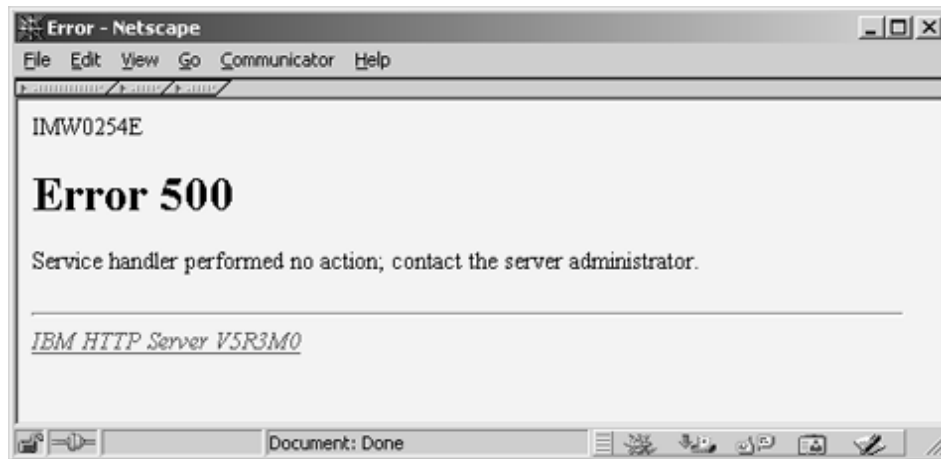 Error - Netscape
File Edit View Go Communicator Help
IMW0254E
Error 500
Service handler performed no action; contact the server administrator.
IBM HTTP Server V5R3M0
Document: Done